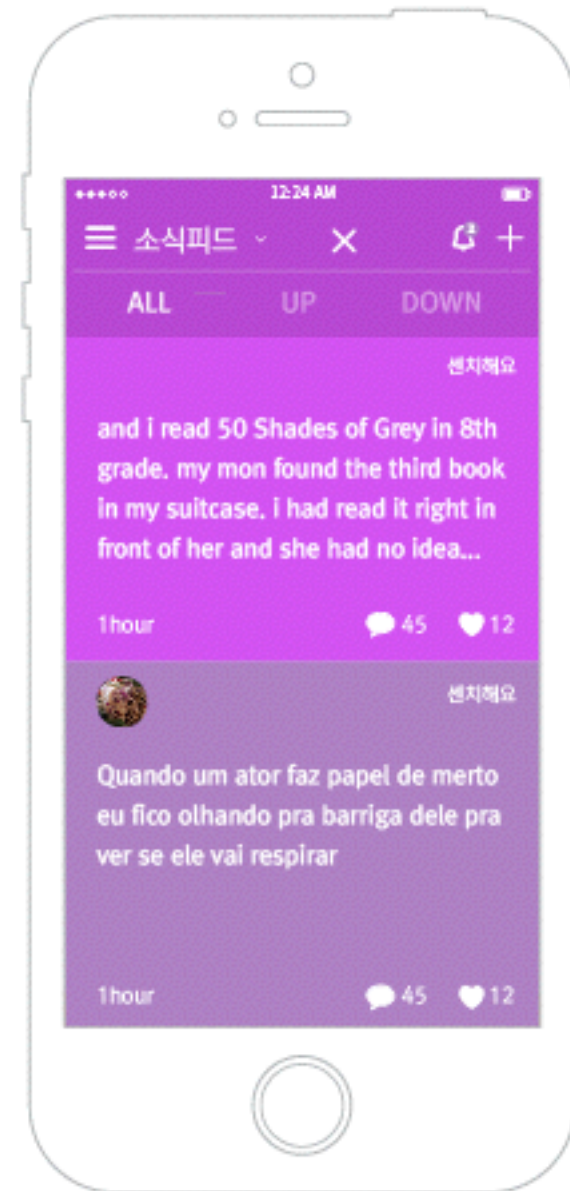 12:24 AM
소식피드
2
ALL UP DOWN
센치해요
and i read 50 Shades of Grey in 8th
grade. my mon found the third book
in my suitcase. i had read it right in
front of her and she had no idea...
1hour 45 12
센치해요
Quando um ator faz papel de merto
eu fico olhando pra barriga dele pra
ver se ele vai respirar
1hour 45 12